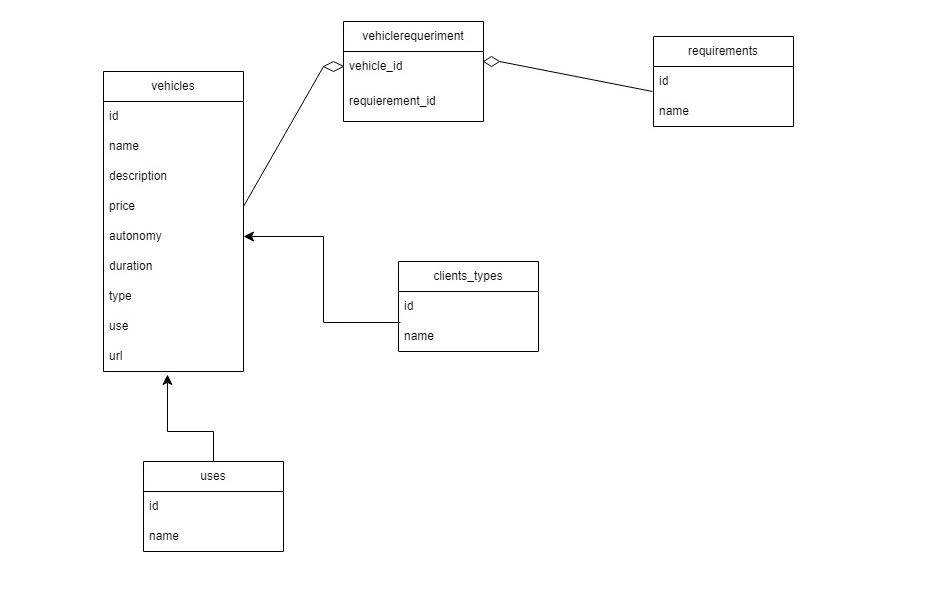 vehiclerequeriment
vehicle_id
requierement_id
requirements
id
name
vehicles
id
name
description
price
autonomy
duration
type
use
url
clients_types
id
name
uses
id
name